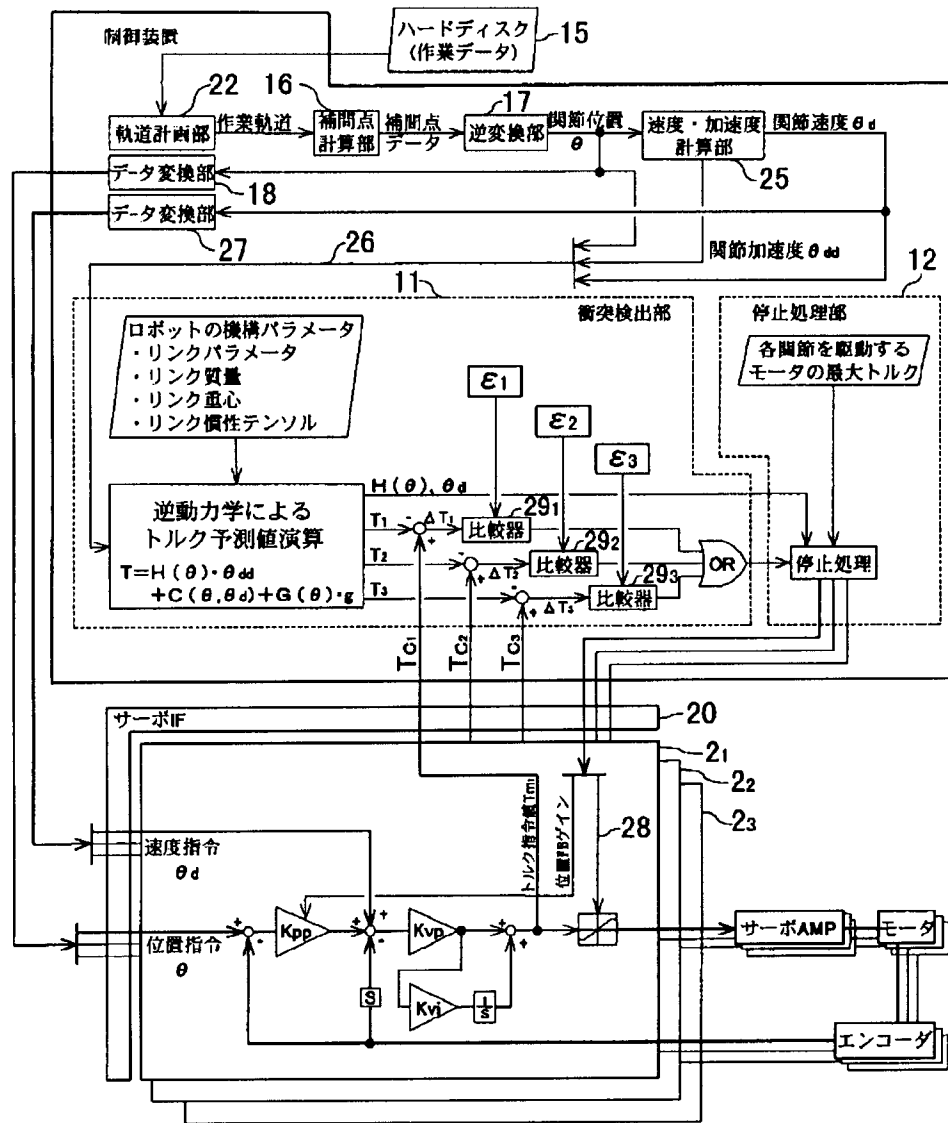 制御装置
ハードディスク
(作業データ)
15
22
軌道計画部
作業軌道
16
補間点
計算部
補間点
データ
17
逆変換部
関節位置
θ
速度・加速度
計算部
25
関節速度θd
データ変換部
18
データ変換部
27
26
関節加速度θdd
11
衝突検出部
12
停止処理部
ロボットの機構パラメータ
・リンクパラメータ
・リンク質量
・リンク重心
・リンク慣性テンソル
各関節を駆動する
モータの最大トルク
ε1
ε2
ε3
逆動力学による
トルク予測値演算
T=H(θ)・θdd
+C(θ,θd)+G(θ)・g
H(θ),θd
T1
- + ΔT1
比較器
291
T2
- + ΔT2
比較器
292
T3
- + ΔT3
比較器
293
OR
停止処理
TC1
TC2
TC3
サーボIF
20
21
22
23
トルク指令値Tm1
位置FBゲイン
28
速度指令
θd
位置指令
θ
+ -
Kpp
+ + -
Kvp
+ +
Kvi
1/s
S
サーボAMP
モータ
エンコーダ